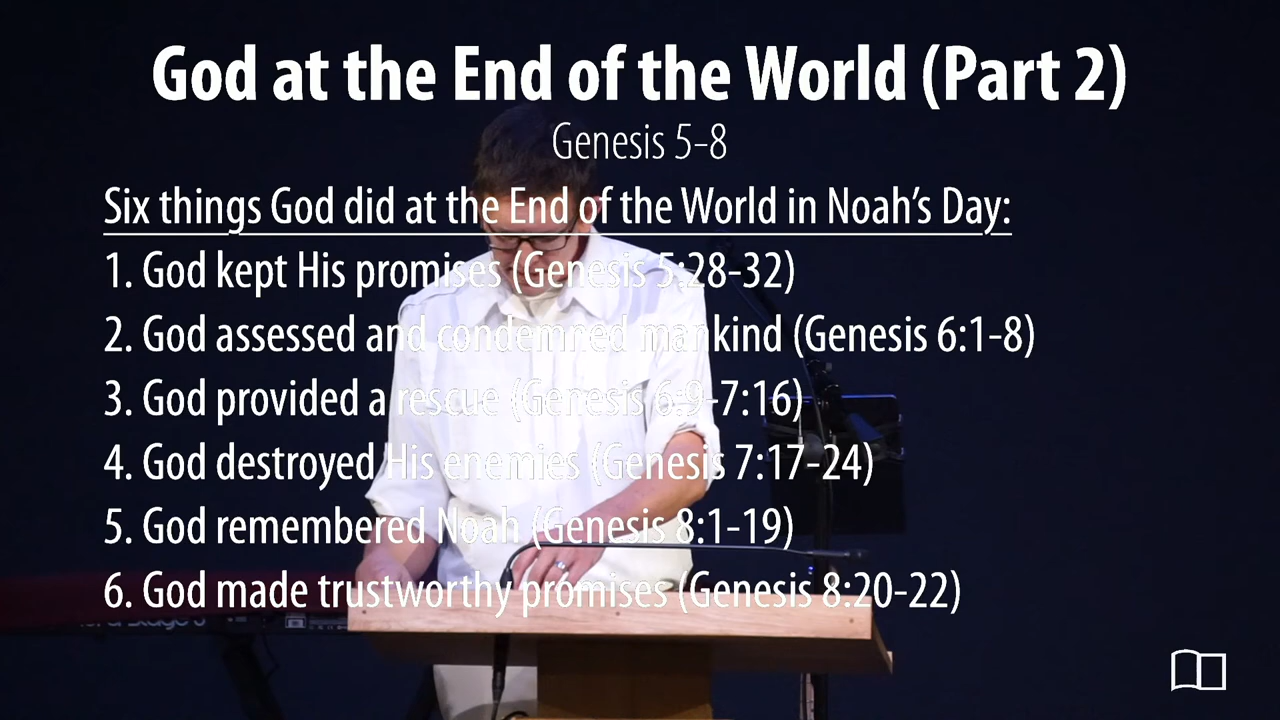 God at the End of the World (Part 2)
Genesis 5-8
Six things God did at the End of the World in Noah's Day:
1. God kept His promises (Genesis 5:28-32)
2. God assessed and condemned mankind (Genesis 6:1-8)
3. God provided a rescue (Genesis 6:9-7:16)
4. God destroyed His enemies (Genesis 7:17-24)
5. God remembered Noah (Genesis 8:1-19)
6. God made trustworthy promises (Genesis 8:20-22)